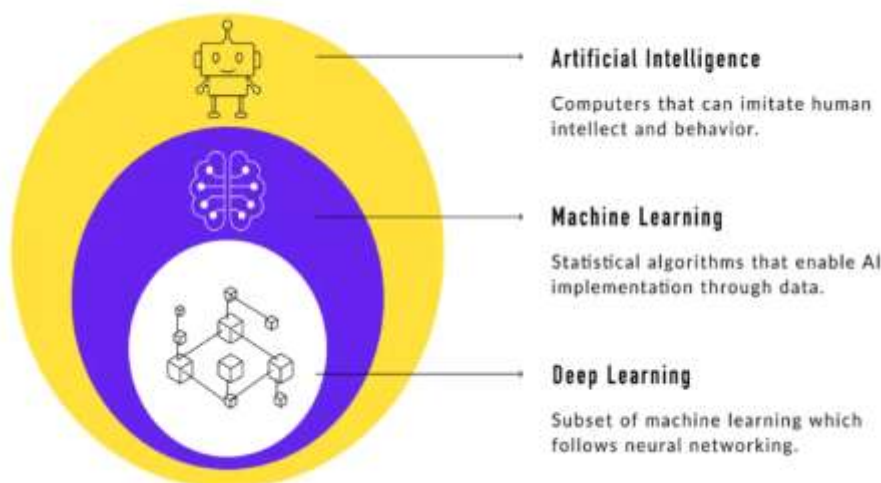 Artificial Intelligence
Computers that can imitate human
intellect and behavior.
Machine Learning
Statistical algorithms that enable AI
implementation through data.
Deep Learning
Subset of machine learning which
follows neural networking.